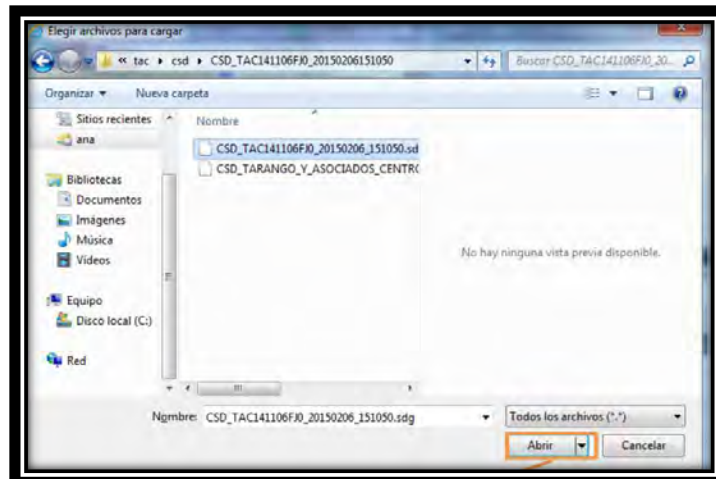 Elegir archivos para cargar
« tac ▸ csd ▸ CSD_TAC141106FJ0_20150206151050
Buscar CSD_TAC141106FJ0_20...
Organizar ▾ Nueva carpeta
Sitios recientes
ana
Bibliotecas
Documentos
Imágenes
Música
Vídeos
Equipo
Disco local (C:)
Red
Nombre
CSD_TAC141106FJ0_20150206_151050.sd
CSD_TARANGO_Y_ASOCIADOS_CENTR
No hay ninguna vista previa disponible.
Nombre: CSD_TAC141106FJ0_20150206_151050.sdg
Todos los archivos (*.*)
Abrir
Cancelar